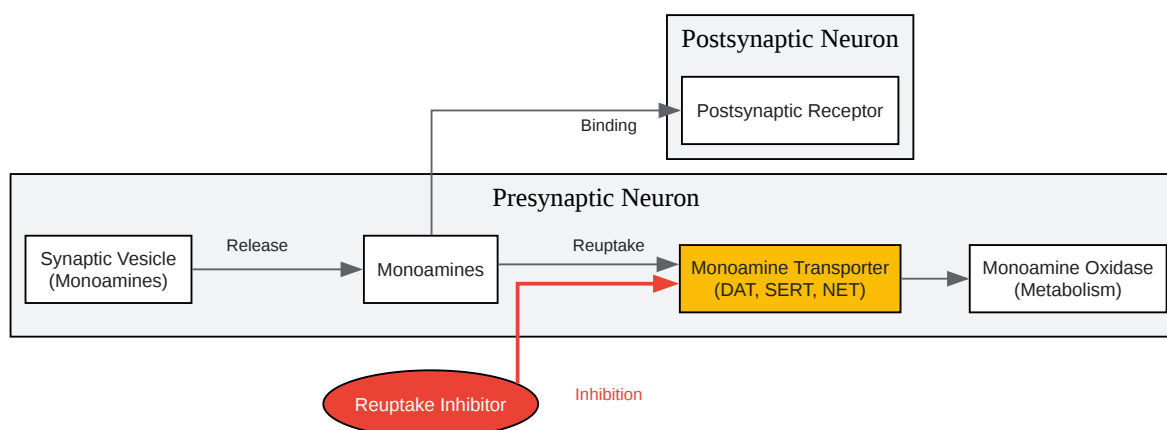 Postsynaptic Neuron
Postsynaptic Receptor
Binding
Presynaptic Neuron
Release
Reuptake
Synaptic Vesicle
(Monoamines)
Monoamines
Monoamine Transporter
(DAT, SERT, NET)
Monoamine Oxidase
(Metabolism)
Reuptake Inhibitor
Inhibition